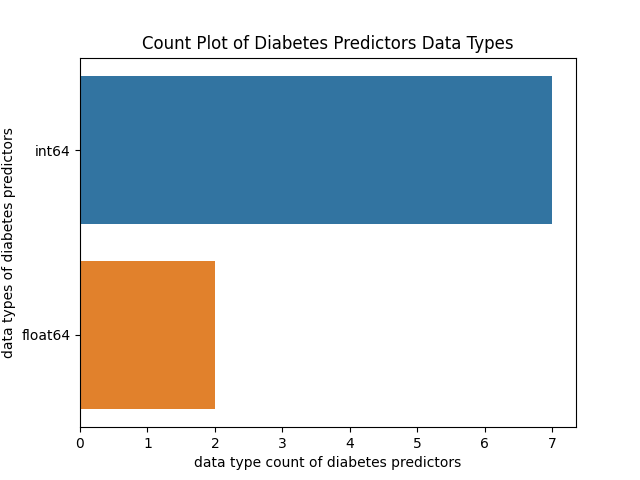 Count Plot of Diabetes Predictors Data Types
data types of diabetes predictors
int64
float64
0 1 2 3 4 5 6 7
data type count of diabetes predictors